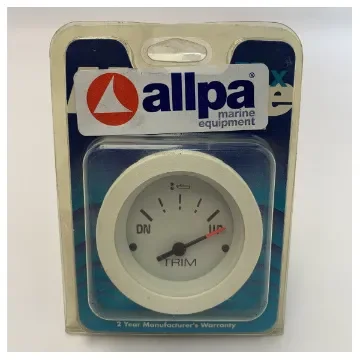 allpa®
marine
equipment
x
e
DN
UP
TRIM
2 Year Manufacturer's Warranty